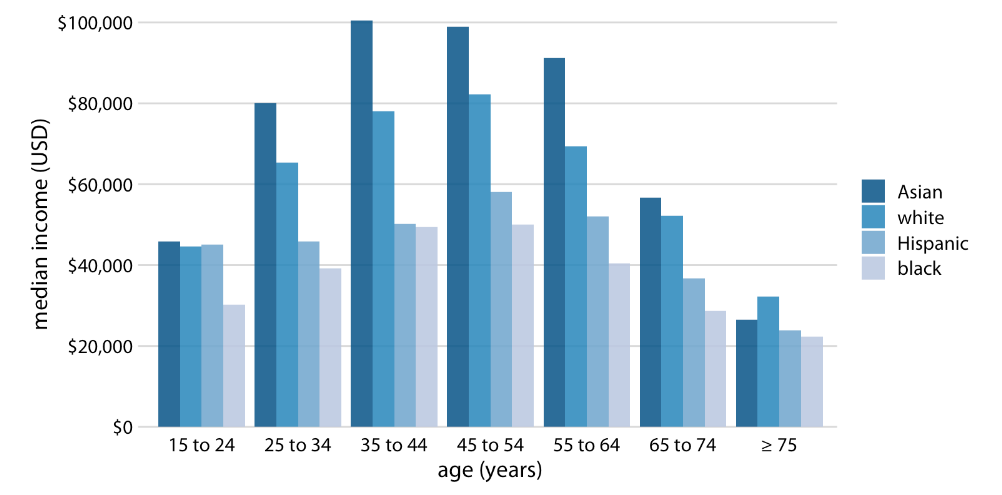 $100,000
$80,000
$60,000
$40,000
$20,000
$0
median income (USD)
15 to 24
25 to 34
35 to 44
45 to 54
55 to 64
65 to 74
≥ 75
age (years)
Asian
white
Hispanic
black